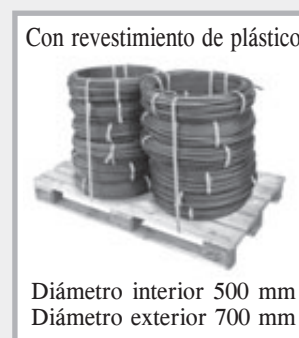 Con revestimiento de plástico
Diámetro interior 500 mm
Diámetro exterior 700 mm